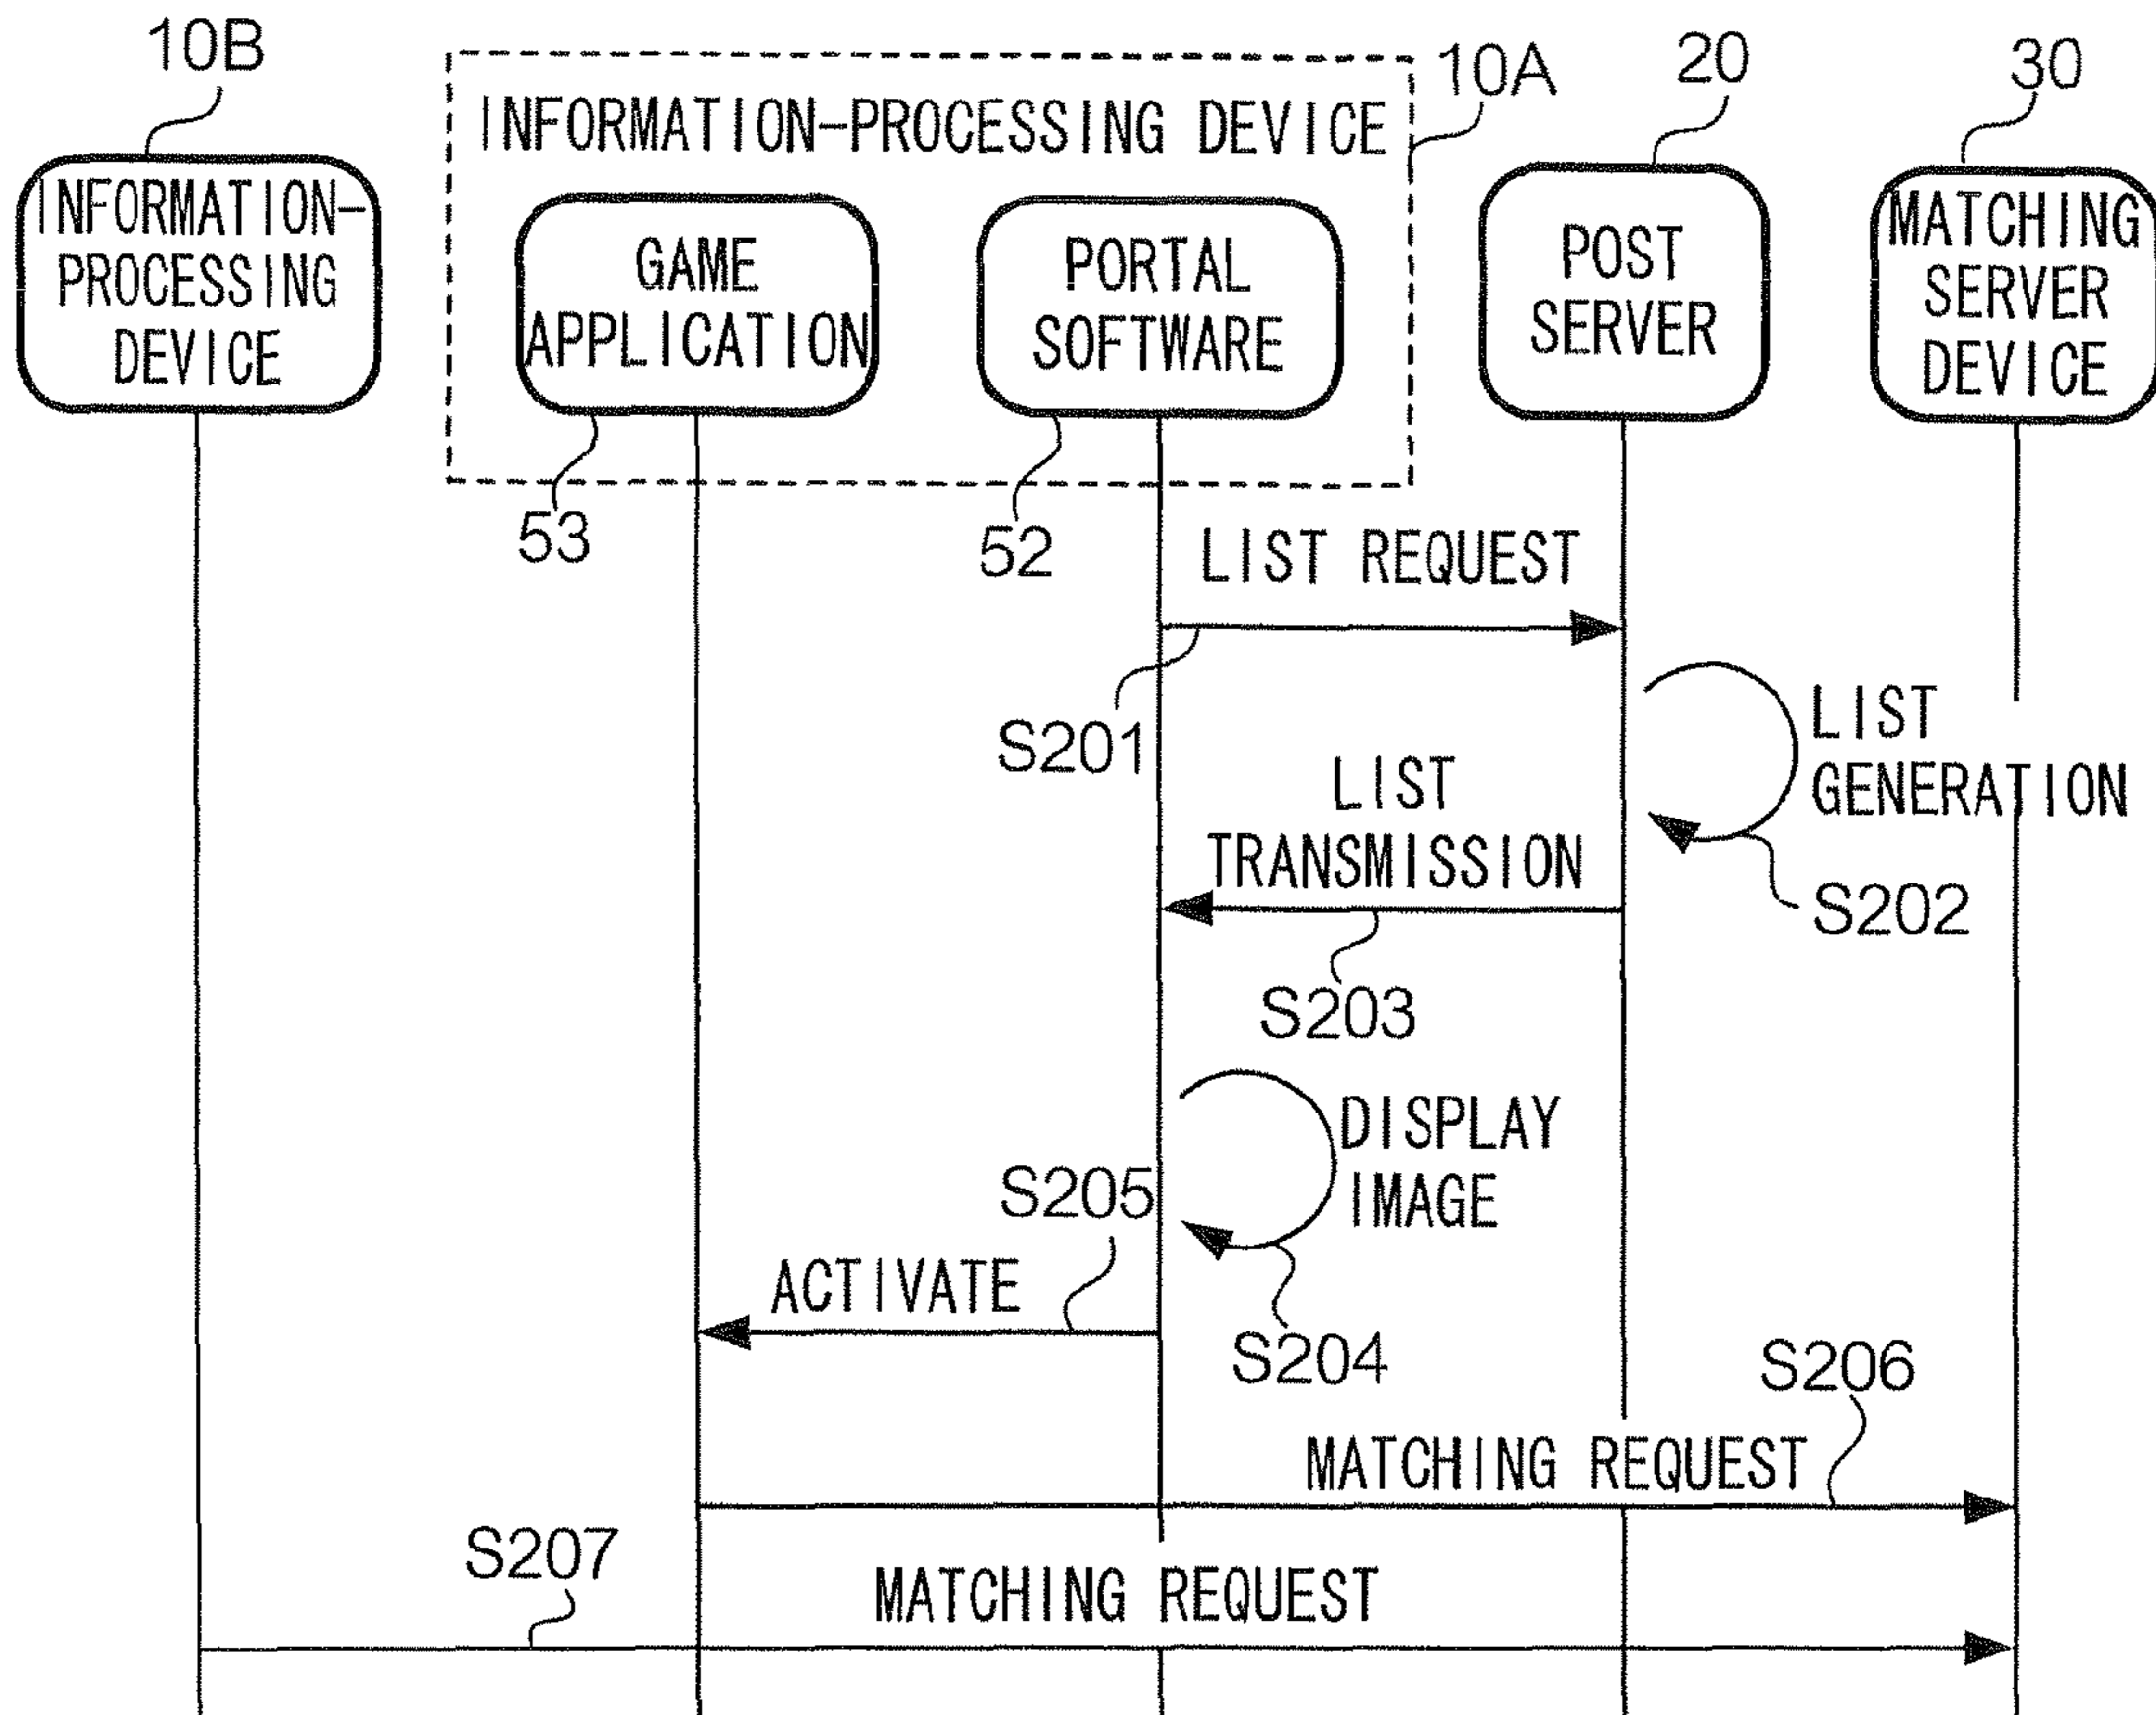 10B
10A
20
30
INFORMATION-PROCESSING DEVICE
INFORMATION-
PROCESSING
DEVICE
GAME
APPLICATION
PORTAL
SOFTWARE
POST
SERVER
MATCHING
SERVER
DEVICE
53
52
LIST REQUEST
S201
LIST
GENERATION
S202
LIST
TRANSMISSION
S203
DISPLAY
IMAGE
S204
S205
ACTIVATE
S206
MATCHING REQUEST
S207
MATCHING REQUEST